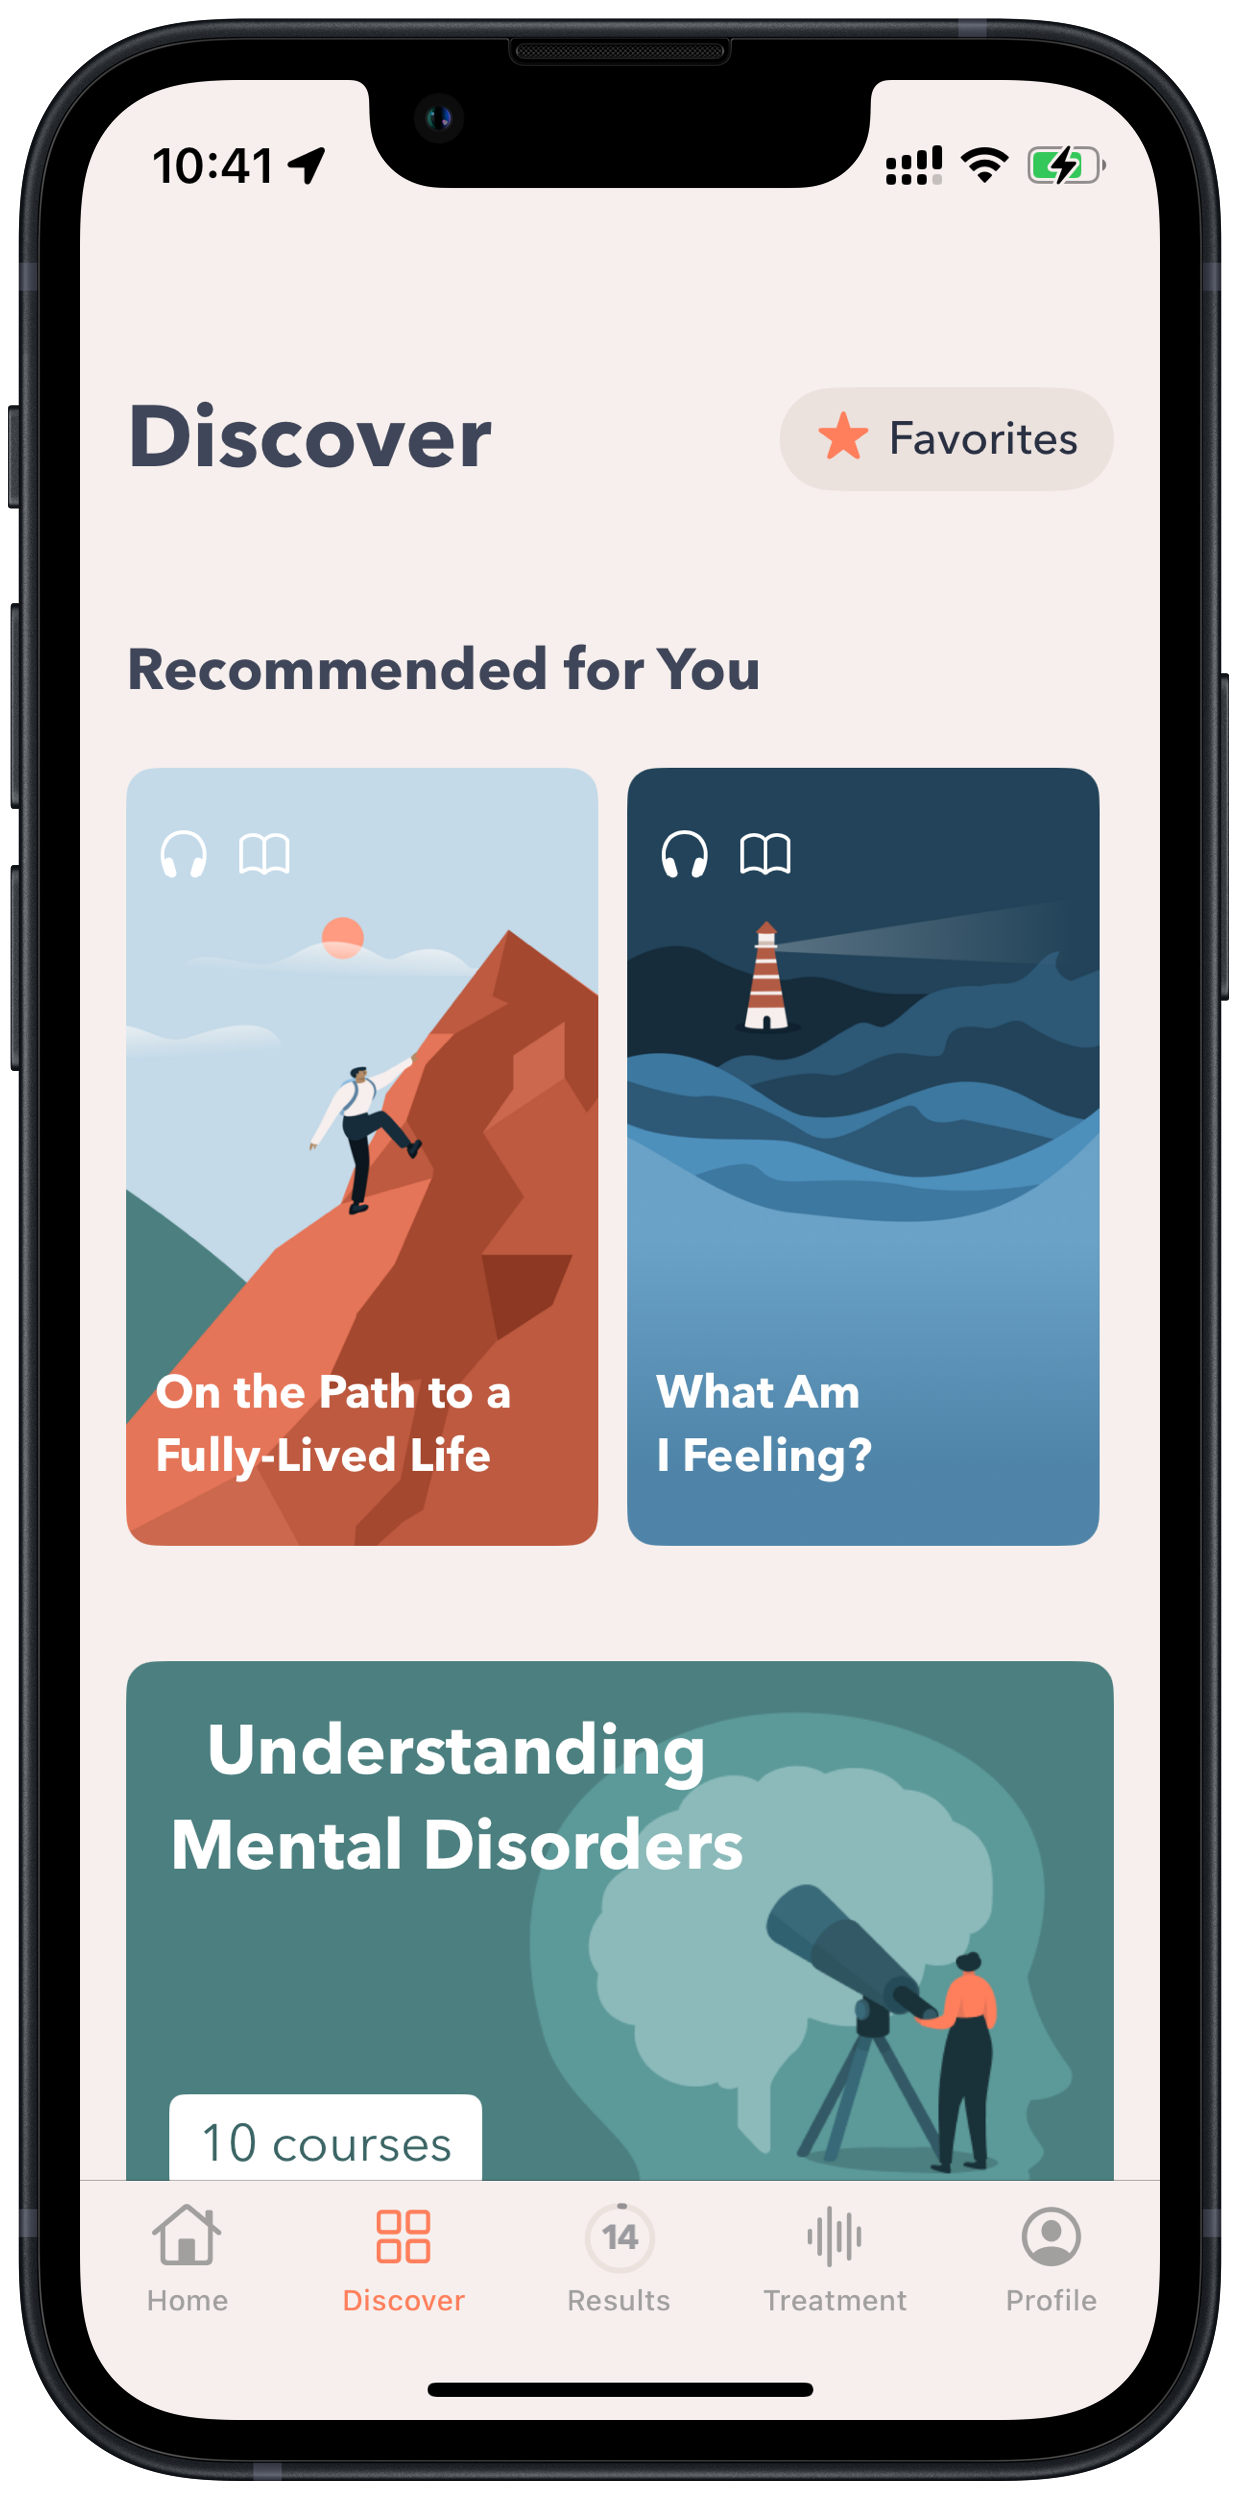 10:41
Discover
Favorites
Recommended for You
On the Path to a
Fully-Lived Life
What Am
I Feeling?
Understanding
Mental Disorders
10 courses
Home
Discover
14
Results
Treatment
Profile